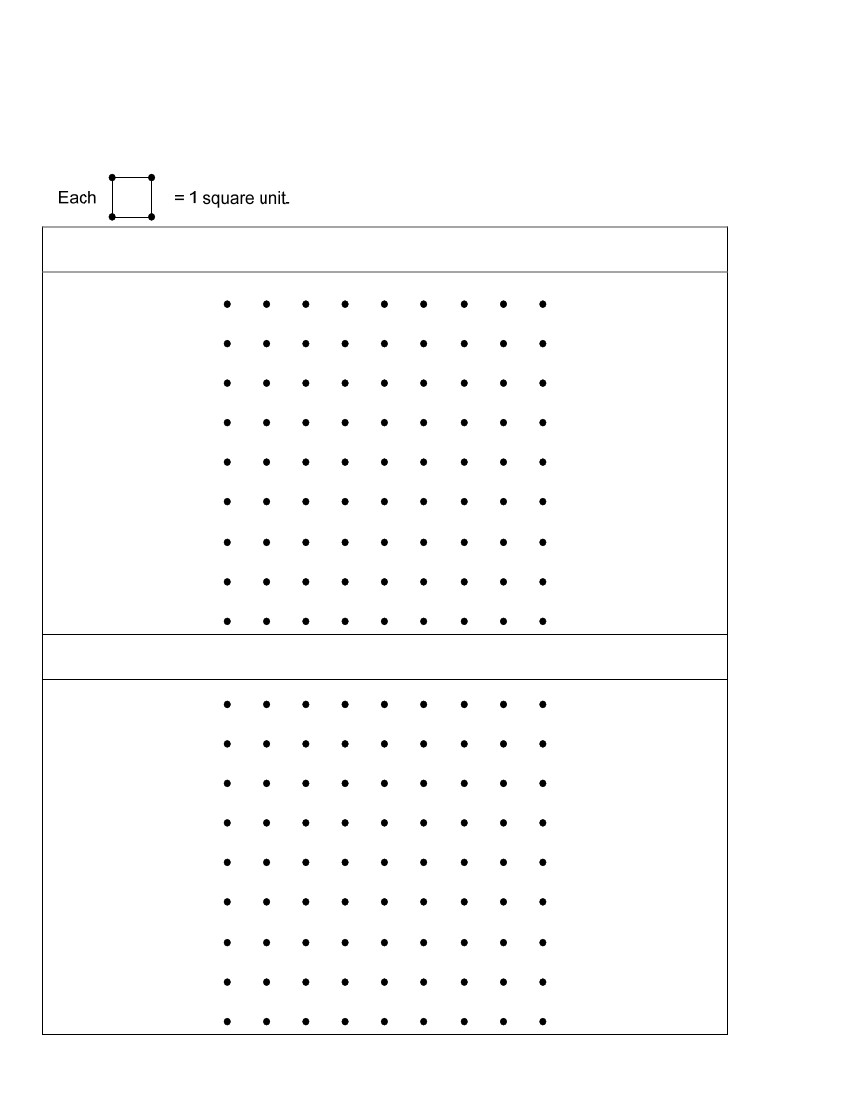 Each = 1 square unit.